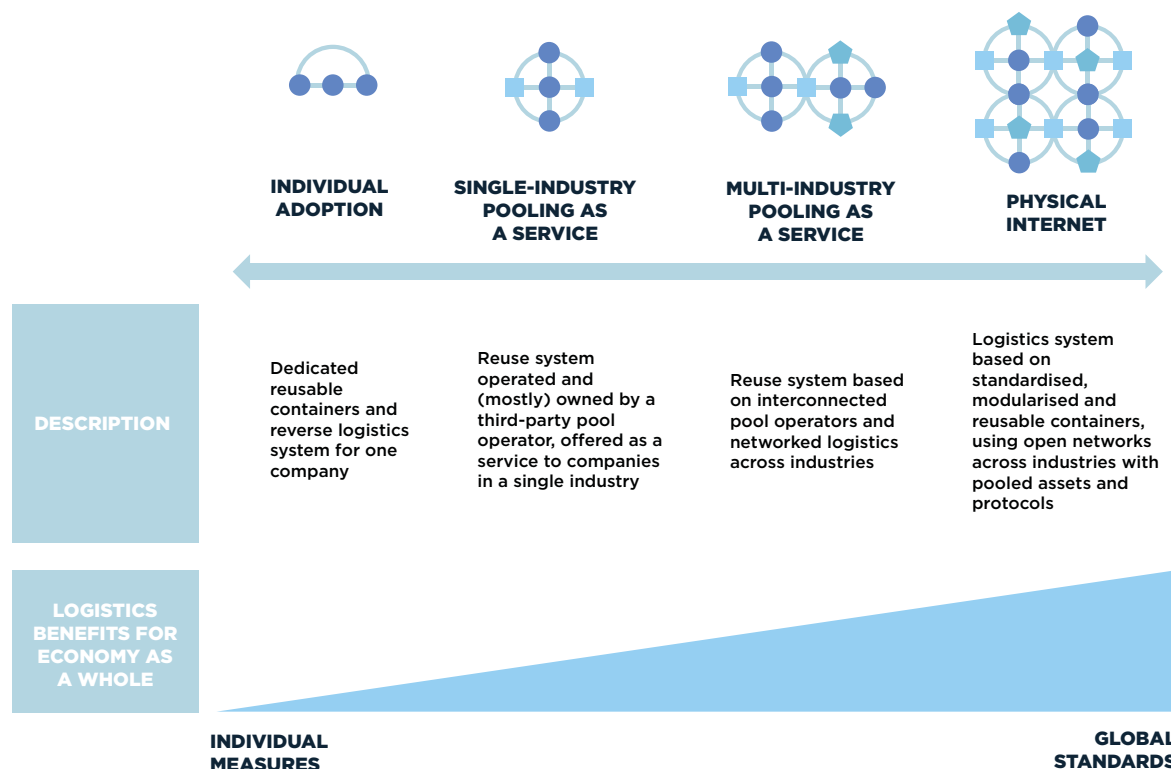 INDIVIDUAL
ADOPTION
SINGLE-INDUSTRY
POOLING AS
A SERVICE
MULTI-INDUSTRY
POOLING AS
A SERVICE
PHYSICAL
INTERNET
DESCRIPTION
Dedicated
reusable
containers and
reverse logistics
system for one
company
Reuse system
operated and
(mostly) owned by a
third-party pool
operator, offered as a
service to companies
in a single industry
Reuse system based
on interconnected
pool operators and
networked logistics
across industries
Logistics system
based on
standardised,
modularised and
reusable containers,
using open networks
across industries with
pooled assets and
protocols
LOGISTICS
BENEFITS FOR
ECONOMY AS
A WHOLE
INDIVIDUAL
MEASURES
GLOBAL
STANDARDS